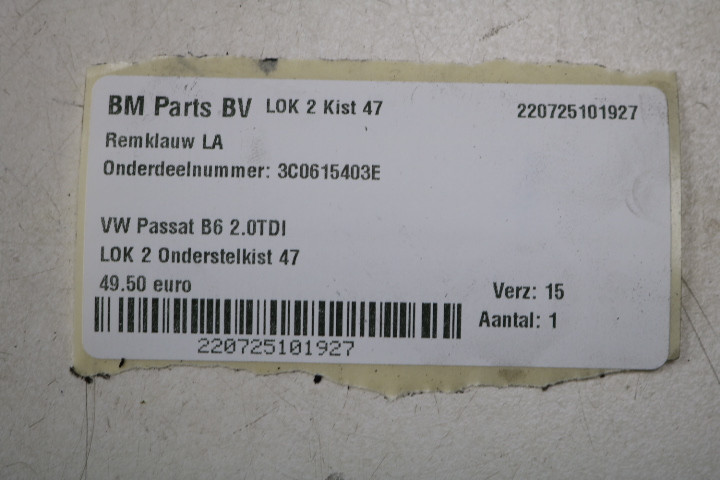 BM Parts BV LOK 2 Kist 47 220725101927
Remklauw LA
Onderdeelnummer: 3C0615403E
VW Passat B6 2.0TDI
LOK 2 Onderstelkist 47
49.50 euro
Verz: 15
Aantal: 1
220725101927